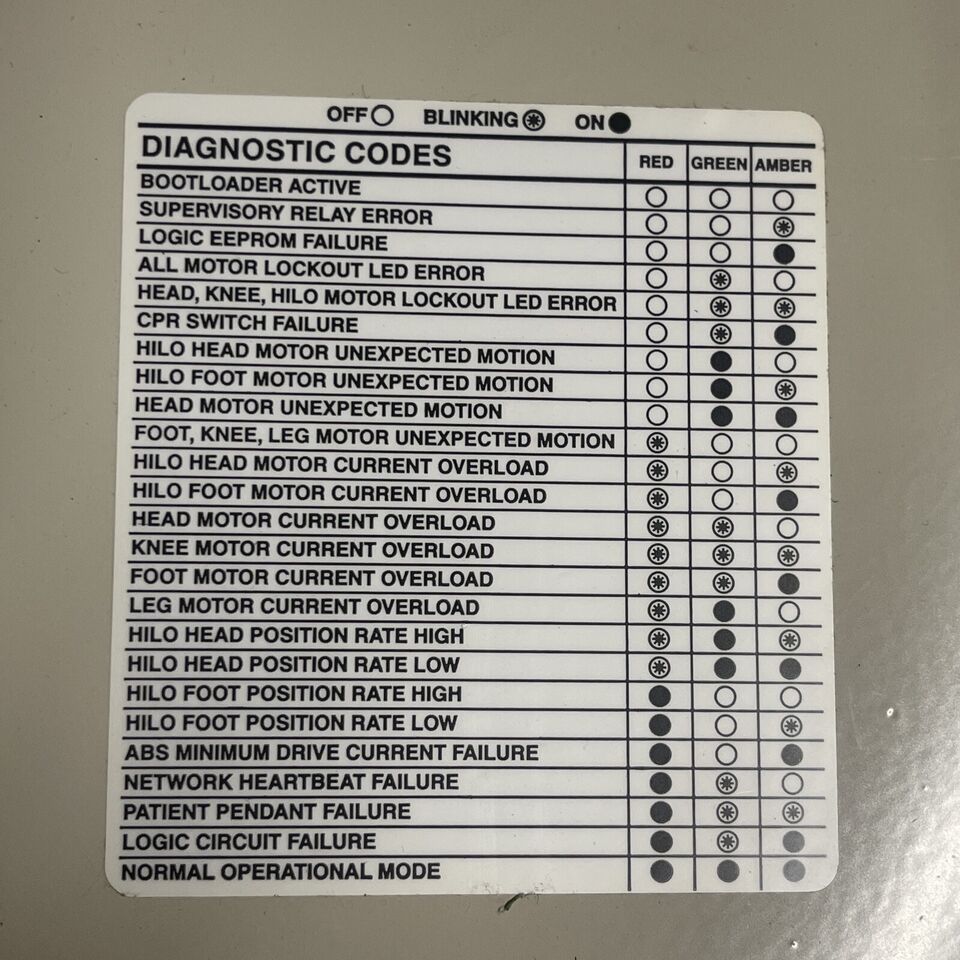 OFF BLINKING ON
DIAGNOSTIC CODES RED GREEN AMBER
BOOTLOADER ACTIVE
SUPERVISORY RELAY ERROR
LOGIC EEPROM FAILURE
ALL MOTOR LOCKOUT LED ERROR
HEAD, KNEE, HILO MOTOR LOCKOUT LED ERROR
CPR SWITCH FAILURE
HILO HEAD MOTOR UNEXPECTED MOTION
HILO FOOT MOTOR UNEXPECTED MOTION
HEAD MOTOR UNEXPECTED MOTION
FOOT, KNEE, LEG MOTOR UNEXPECTED MOTION
HILO HEAD MOTOR CURRENT OVERLOAD
HILO FOOT MOTOR CURRENT OVERLOAD
HEAD MOTOR CURRENT OVERLOAD
KNEE MOTOR CURRENT OVERLOAD
FOOT MOTOR CURRENT OVERLOAD
LEG MOTOR CURRENT OVERLOAD
HILO HEAD POSITION RATE HIGH
HILO HEAD POSITION RATE LOW
HILO FOOT POSITION RATE HIGH
HILO FOOT POSITION RATE LOW
ABS MINIMUM DRIVE CURRENT FAILURE
NETWORK HEARTBEAT FAILURE
PATIENT PENDANT FAILURE
LOGIC CIRCUIT FAILURE
NORMAL OPERATIONAL MODE